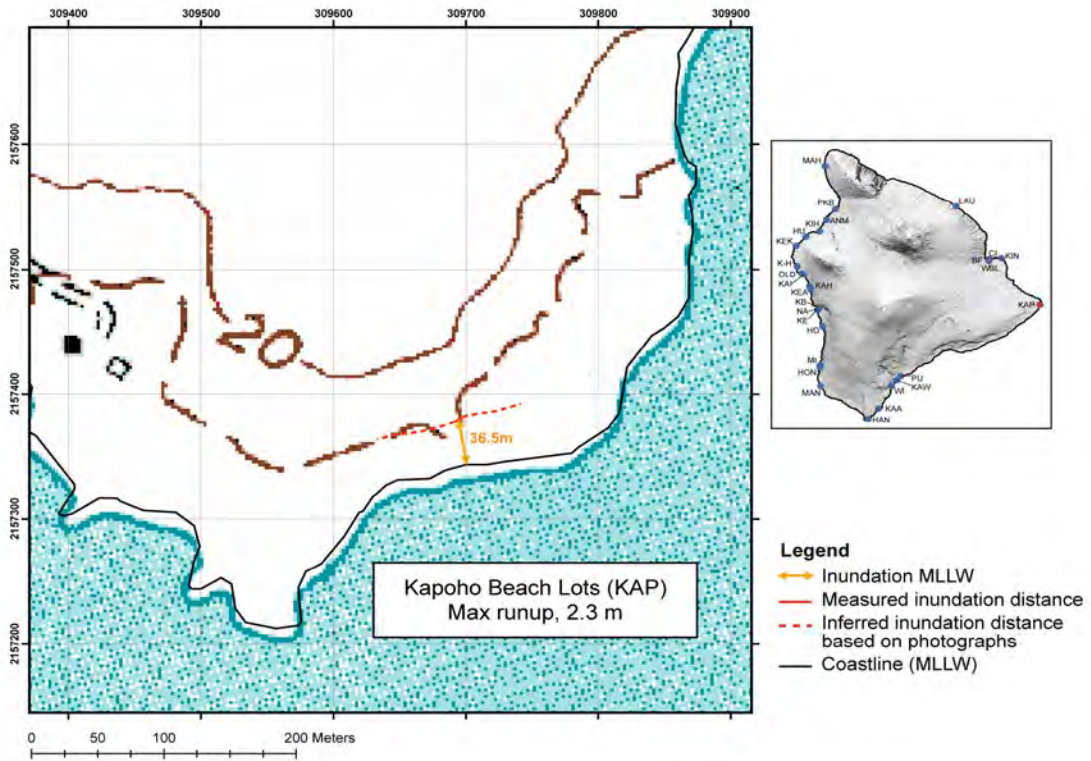 309400 309500 309600 309700 309800 309900
2157600
2157500
2157400
2157300
2157200
20
36.5m
Kapoho Beach Lots (KAP)
Max runup, 2.3 m
0 50 100 200 Meters
MAH
LAU
PKB
ANM
KIH
HU
KEK
CI
KIN
BF
WBL
K-H
OLD
KAI
KAH
KEA
KAP
KB
NA
KE
HO
MI
HON
PU
KAW
MAN
WI
KAA
HAN
Legend
Inundation MLLW
Measured inundation distance
Inferred inundation distance
based on photographs
Coastline (MLLW)